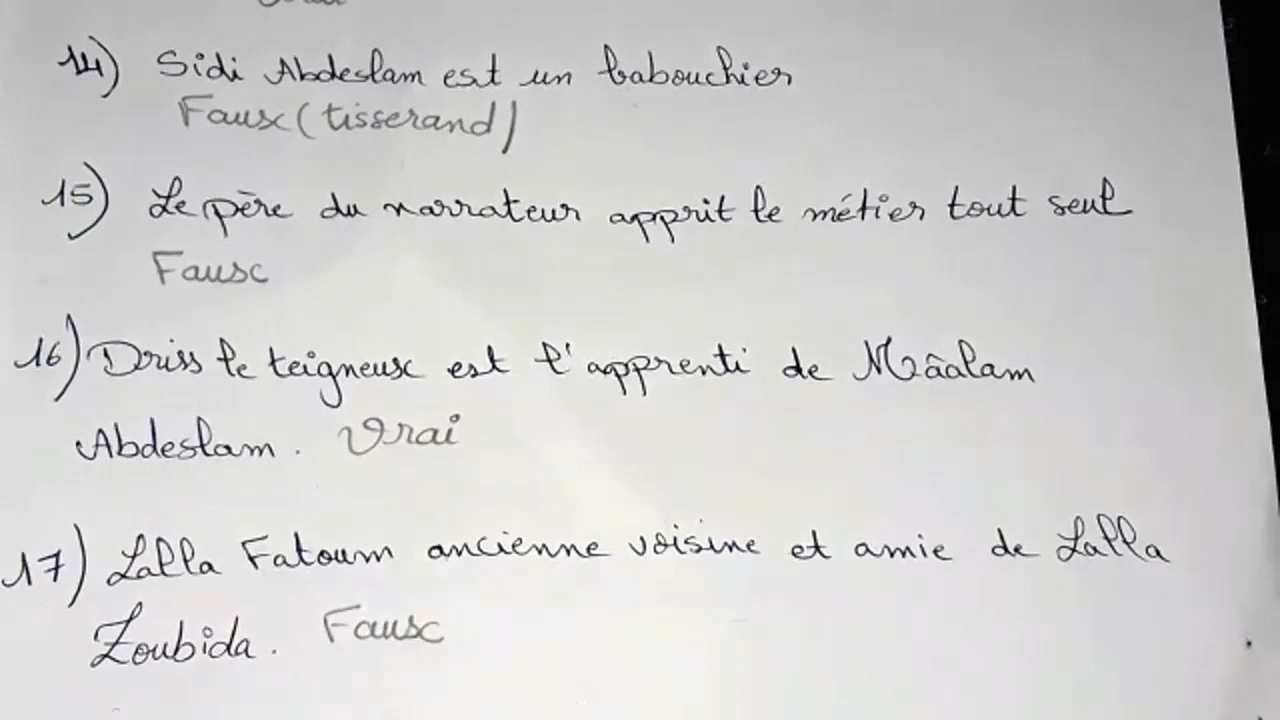 14) Sidi Abdeslam est un babouchier
Faux (tisserand)
15) Le père du narrateur apprit le métier tout seul
Faux
16) Driss le teigneux est l'apprenti de Mâalam
Abdeslam. Vrai
17) Lalla Fatoum ancienne voisine et amie de Lalla
Zoubida. Faux